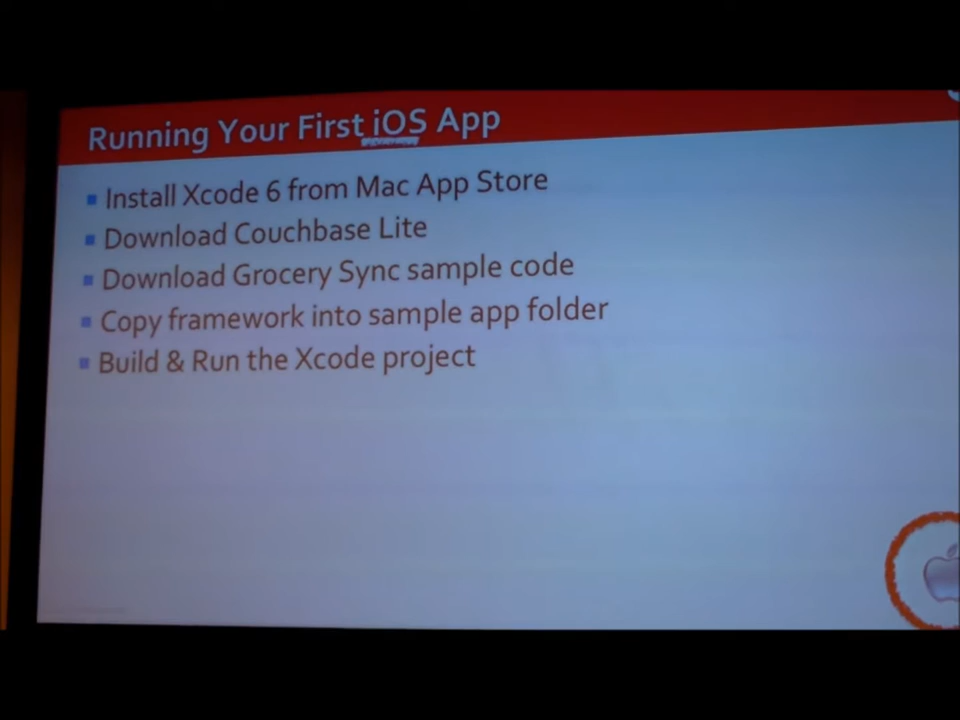 Running Your First iOS App
Install Xcode 6 from Mac App Store
Download Couchbase Lite
Download Grocery Sync sample code
Copy framework into sample app folder
Build & Run the Xcode project